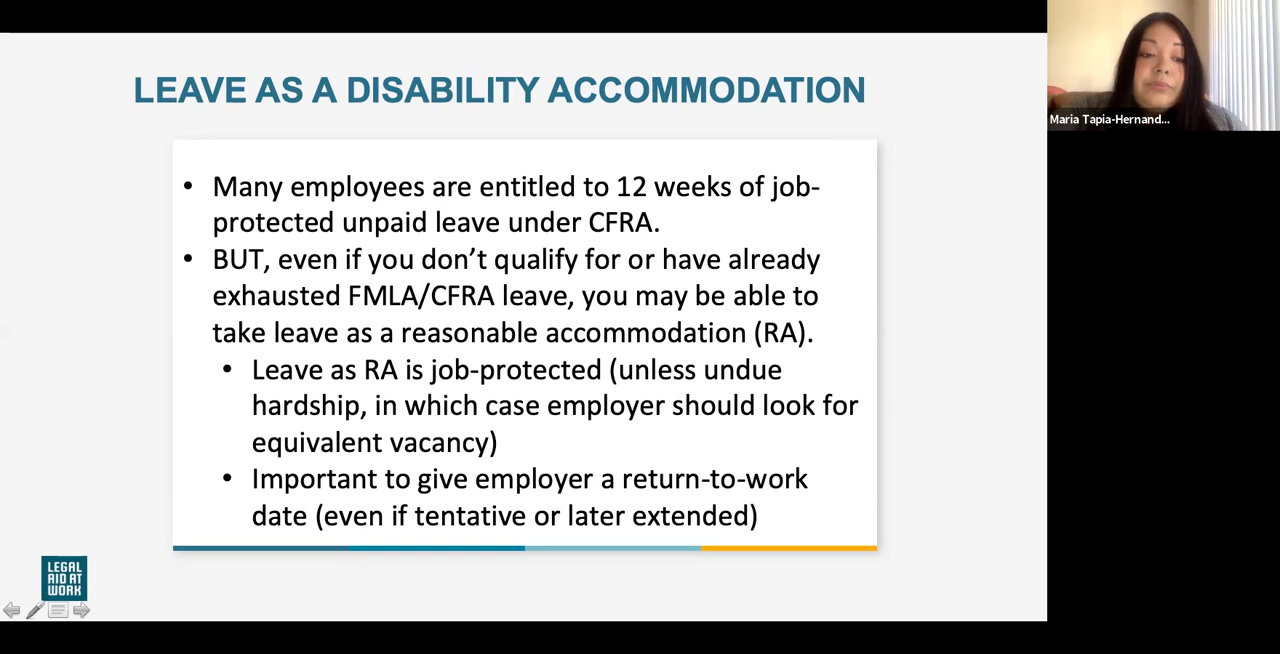 LEAVE AS A DISABILITY ACCOMMODATION
• Many employees are entitled to 12 weeks of job-
protected unpaid leave under CFRA.
• BUT, even if you don’t qualify for or have already
exhausted FMLA/CFRA leave, you may be able to
take leave as a reasonable accommodation (RA).
• Leave as RA is job-protected (unless undue
hardship, in which case employer should look for
equivalent vacancy)
• Important to give employer a return-to-work
date (even if tentative or later extended)
LEGAL
AID AT
WORK
Maria Tapia-Hernand...